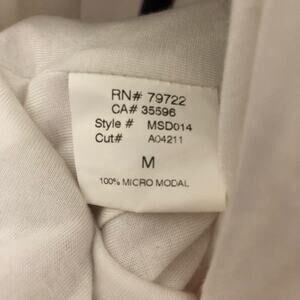 RN# 79722
CA# 35596
Style # MSD014
Cut# A04211
M
100% MICRO MODAL